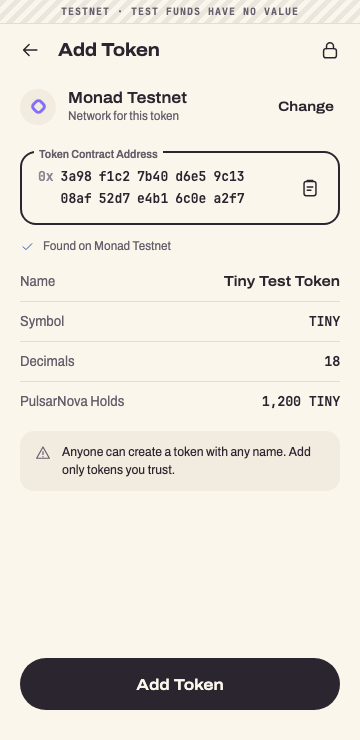 TESTNET · TEST FUNDS HAVE NO VALUE
Add Token
Monad Testnet
Network for this token
Change
Token Contract Address
0x 3a98 f1c2 7b40 d6e5 9c13
08af 52d7 e4b1 6c0e a2f7
Found on Monad Testnet
Name Tiny Test Token
Symbol TINY
Decimals 18
PulsarNova Holds 1,200 TINY
Anyone can create a token with any name. Add
only tokens you trust.
Add Token